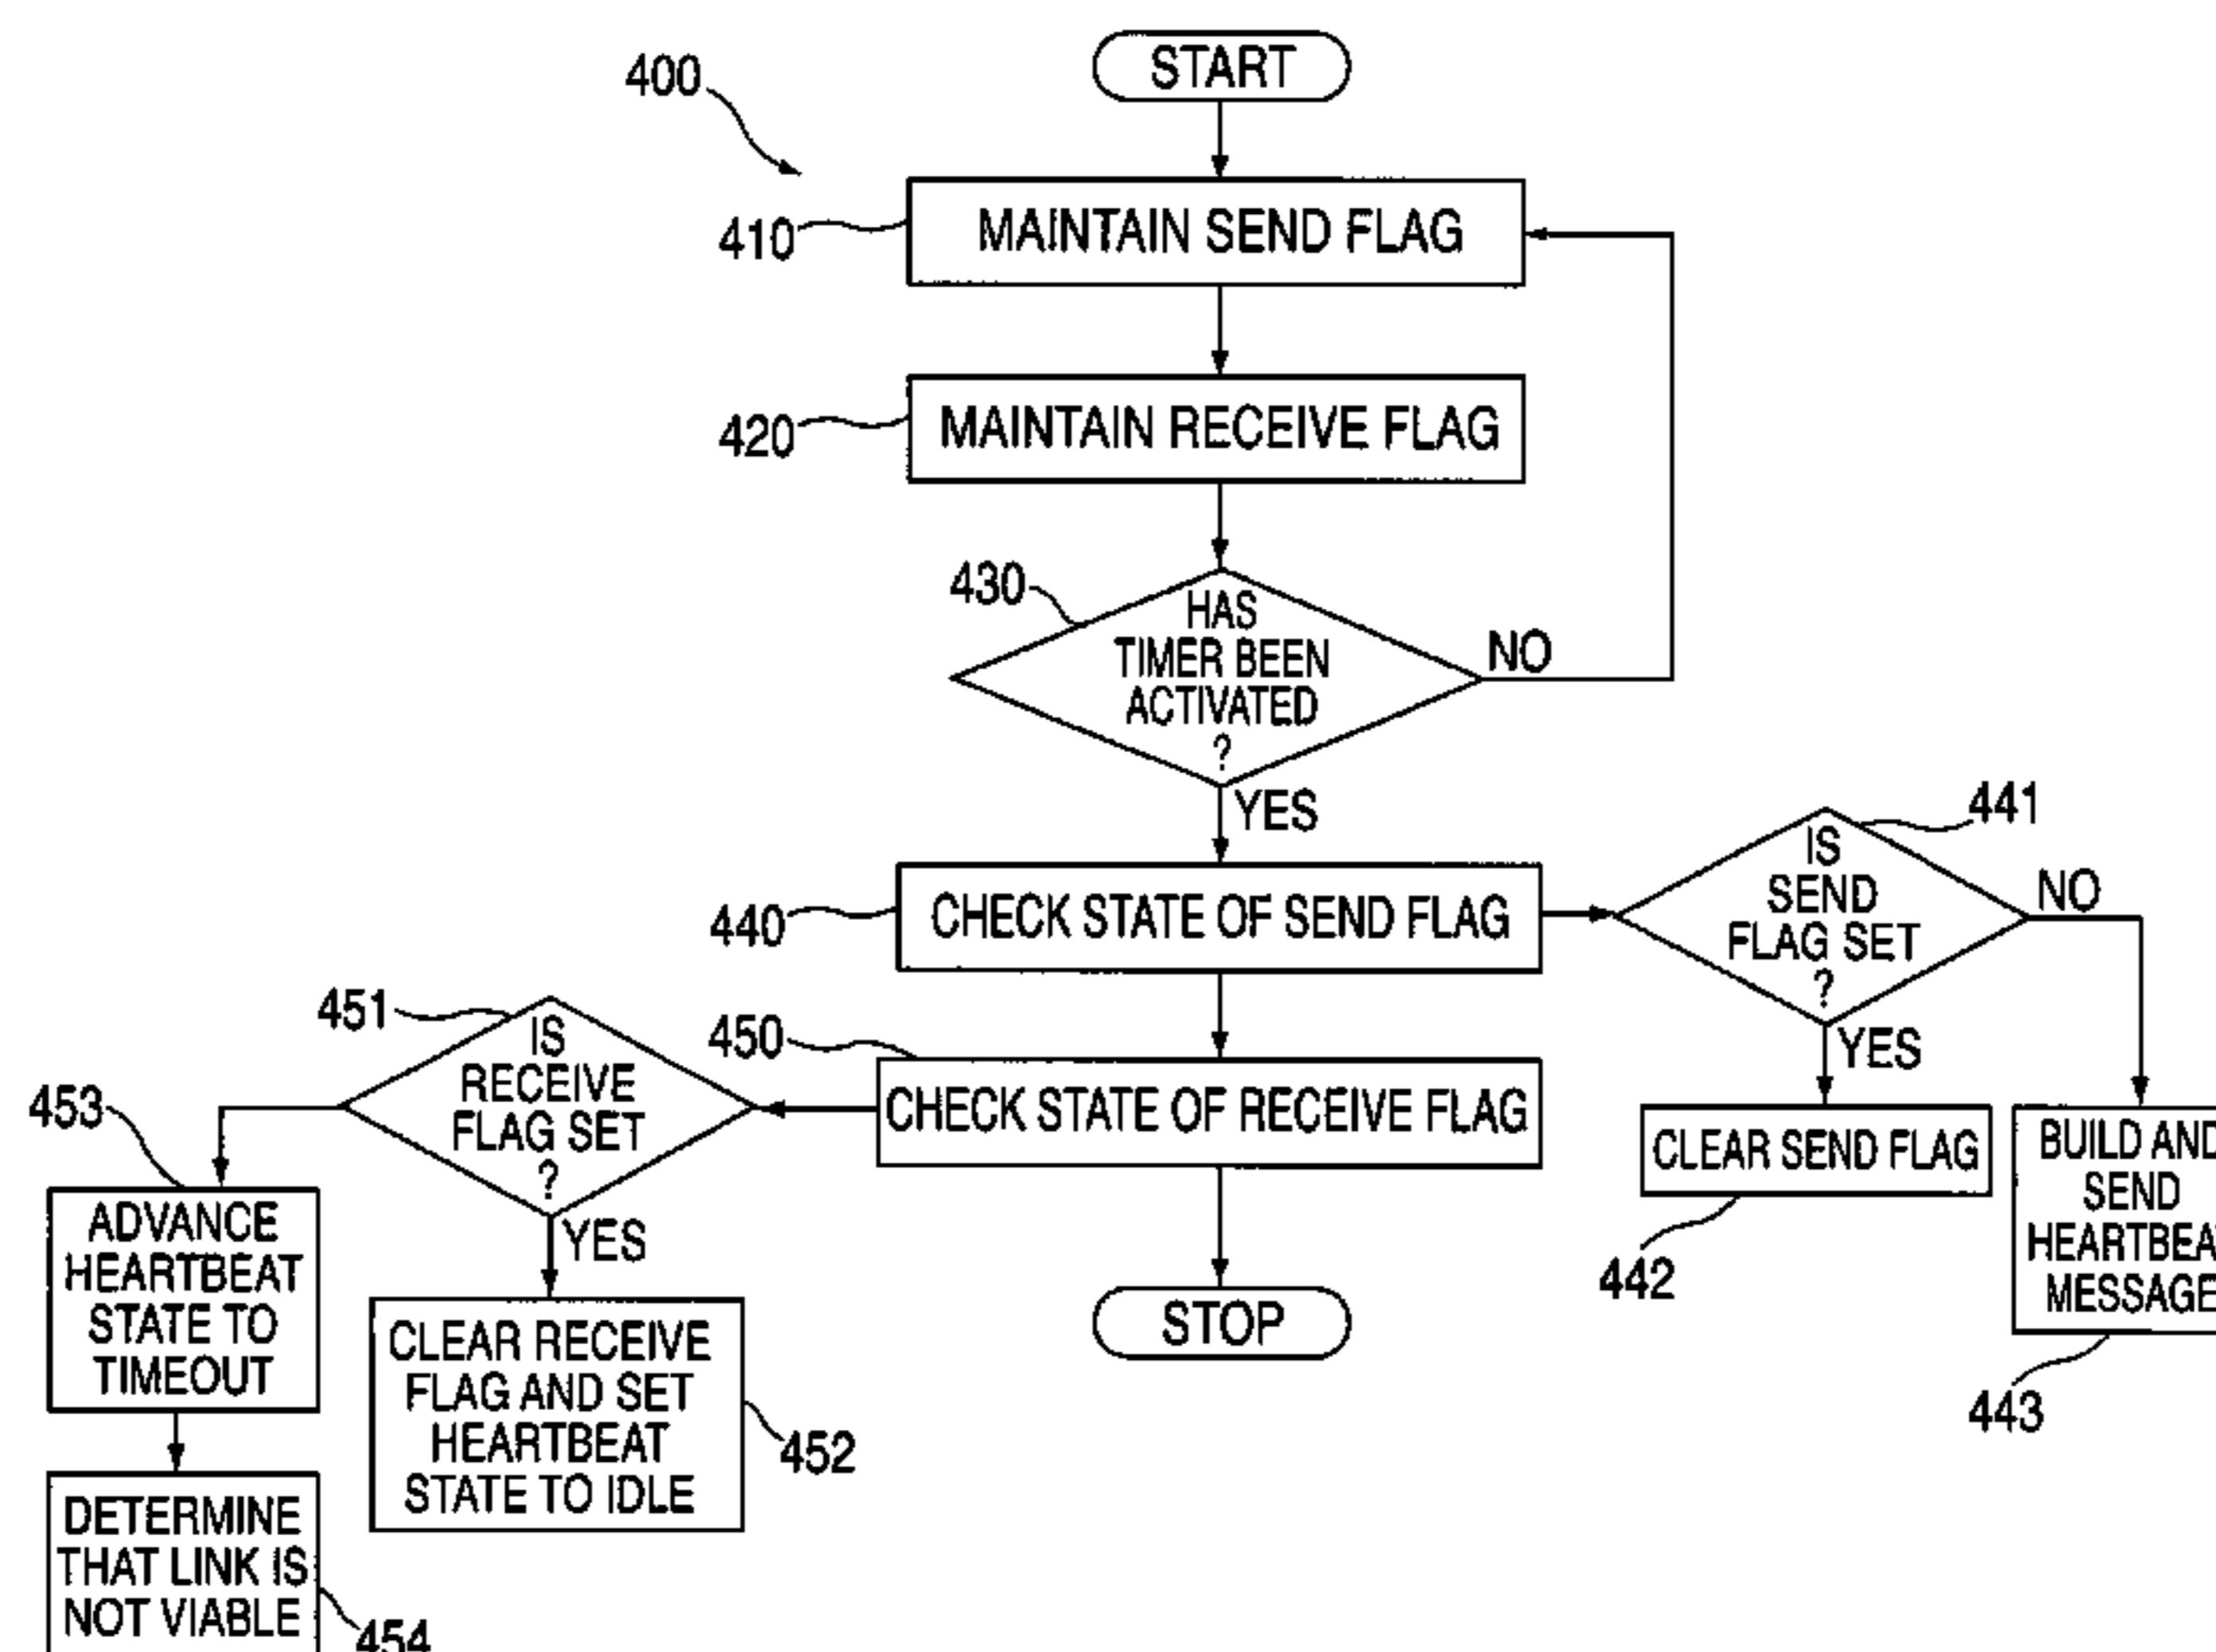 START
400
410
MAINTAIN SEND FLAG
420
MAINTAIN RECEIVE FLAG
430
HAS
TIMER BEEN
ACTIVATED
?
NO
YES
440
CHECK STATE OF SEND FLAG
441
IS
SEND
FLAG SET
?
NO
YES
442
CLEAR SEND FLAG
BUILD AND
SEND
HEARTBEA
MESSAGE
443
450
CHECK STATE OF RECEIVE FLAG
451
IS
RECEIVE
FLAG SET
?
YES
453
ADVANCE
HEARTBEAT
STATE TO
TIMEOUT
CLEAR RECEIVE
FLAG AND SET
HEARTBEAT
STATE TO IDLE
452
STOP
DETERMINE
THAT LINK IS
NOT VIABLE
454